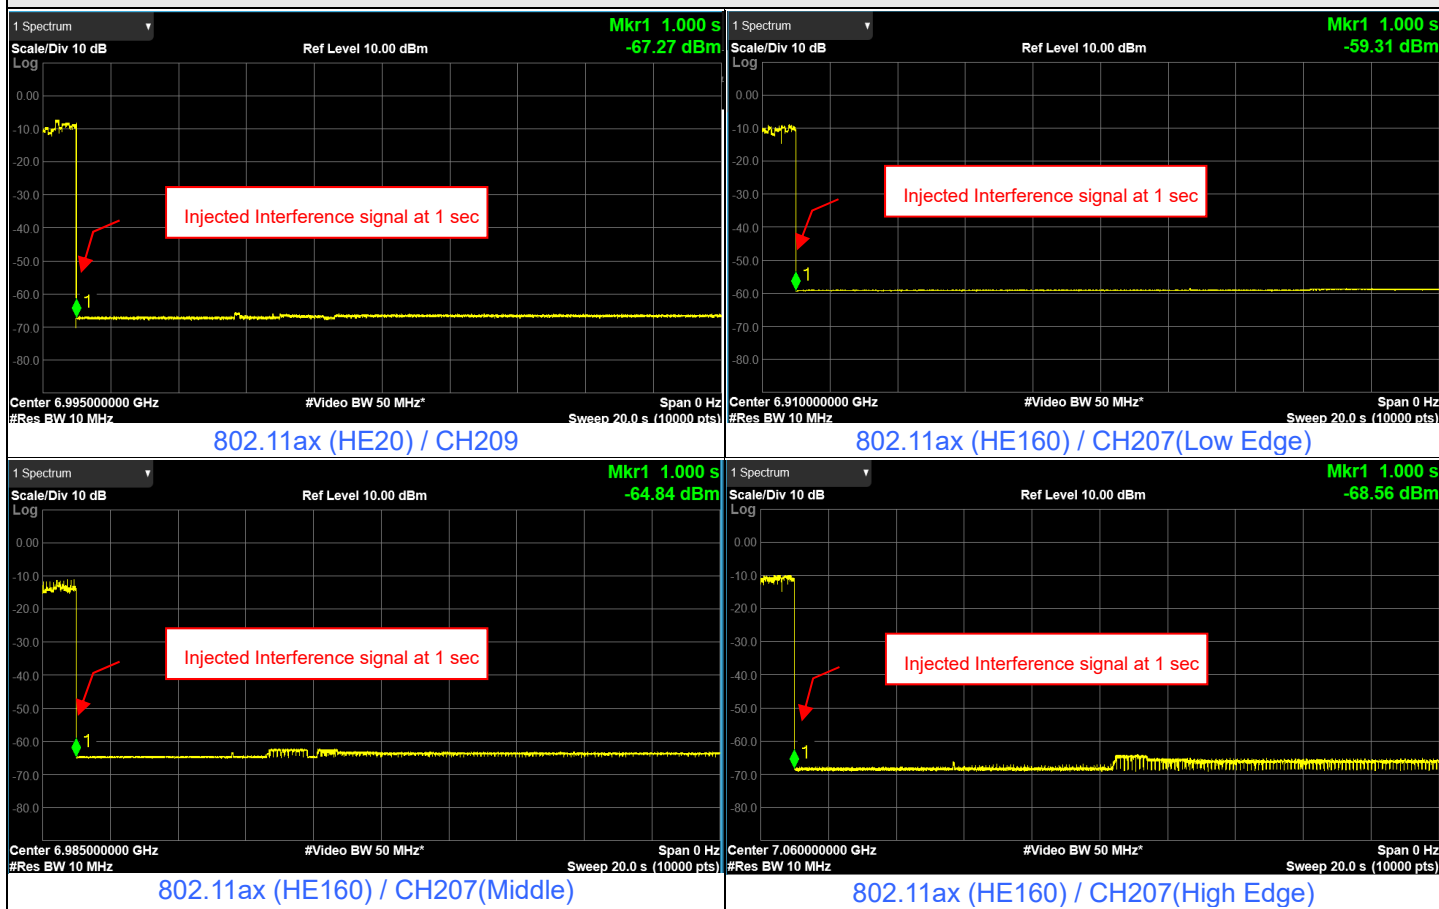 1 Spectrum
Mkr1 1.000 s
Scale/Div 10 dB
Ref Level 10.00 dBm
-67.27 dBm
Log
0.00
-10.0
-20.0
-30.0
-40.0
-50.0
-60.0
-70.0
-80.0
Injected Interference signal at 1 sec
1
Center 6.995000000 GHz
#Video BW 50 MHz*
Span 0 Hz
#Res BW 10 MHz
Sweep 20.0 s (10000 pts)
802.11ax (HE20) / CH209
1 Spectrum
Mkr1 1.000 s
Scale/Div 10 dB
Ref Level 10.00 dBm
-59.31 dBm
Log
0.00
-10.0
-20.0
-30.0
-40.0
-50.0
-60.0
-70.0
-80.0
Injected Interference signal at 1 sec
1
Center 6.910000000 GHz
#Video BW 50 MHz*
Span 0 Hz
#Res BW 10 MHz
Sweep 20.0 s (10000 pts)
802.11ax (HE160) / CH207(Low Edge)
1 Spectrum
Mkr1 1.000 s
Scale/Div 10 dB
Ref Level 10.00 dBm
-64.84 dBm
Log
0.00
-10.0
-20.0
-30.0
-40.0
-50.0
-60.0
-70.0
-80.0
Injected Interference signal at 1 sec
1
Center 6.985000000 GHz
#Video BW 50 MHz*
Span 0 Hz
#Res BW 10 MHz
Sweep 20.0 s (10000 pts)
802.11ax (HE160) / CH207(Middle)
1 Spectrum
Mkr1 1.000 s
Scale/Div 10 dB
Ref Level 10.00 dBm
-68.56 dBm
Log
0.00
-10.0
-20.0
-30.0
-40.0
-50.0
-60.0
-70.0
-80.0
Injected Interference signal at 1 sec
1
Center 7.060000000 GHz
#Video BW 50 MHz*
Span 0 Hz
#Res BW 10 MHz
Sweep 20.0 s (10000 pts)
802.11ax (HE160) / CH207(High Edge)